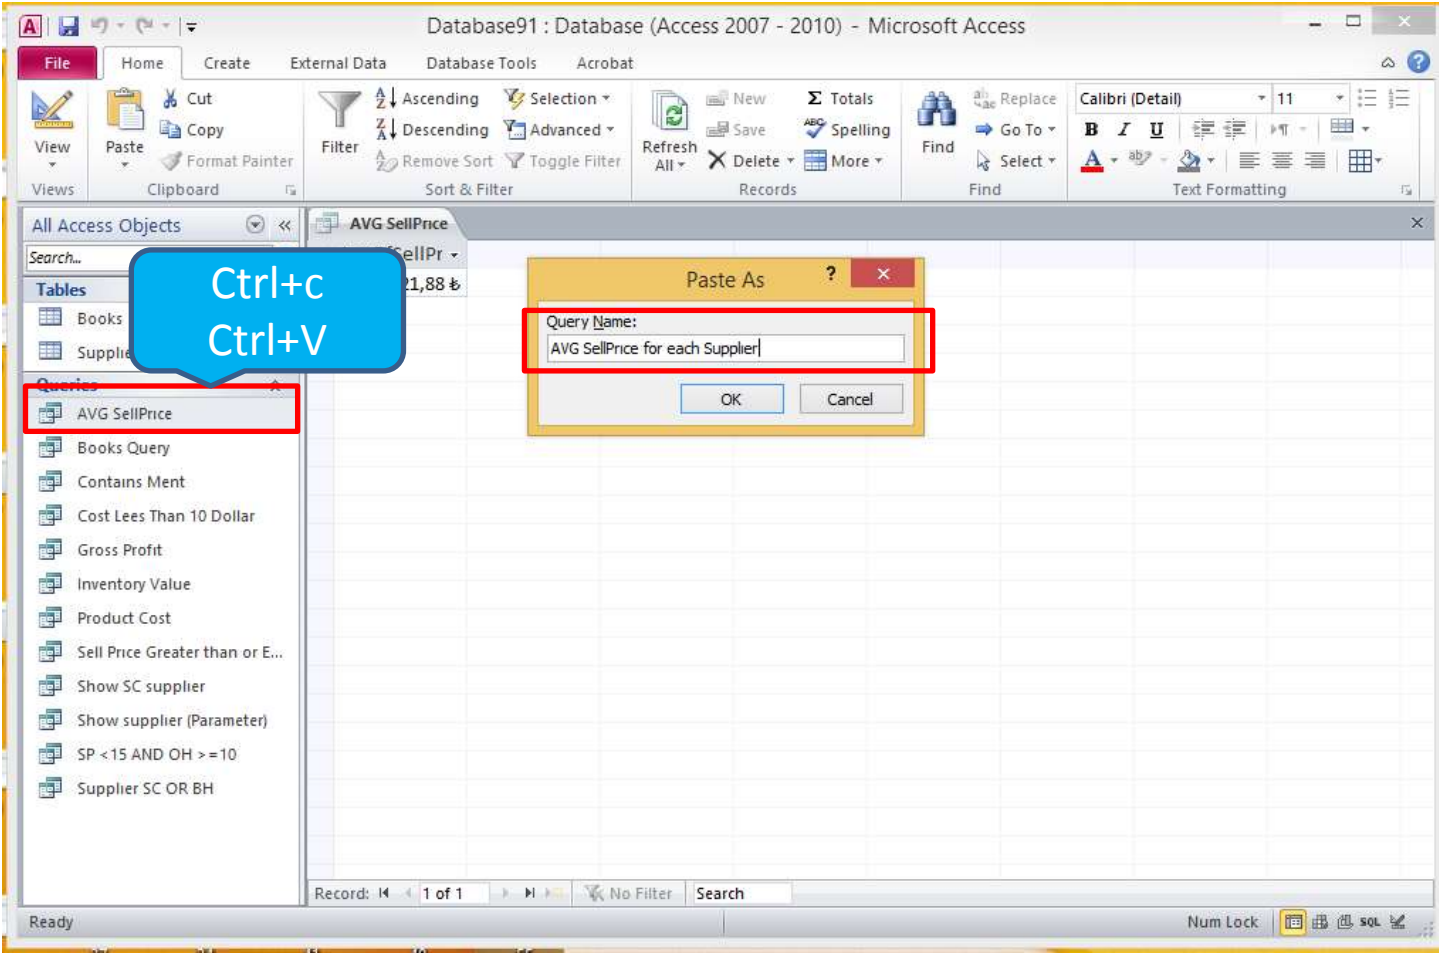 Database91 : Database (Access 2007 - 2010) - Microsoft Access
File Home Create External Data Database Tools Acrobat
View
Views
Paste
Cut
Copy
Format Painter
Clipboard
Filter
Ascending
Descending
Remove Sort
Selection
Advanced
Toggle Filter
Sort & Filter
Refresh
All
New
Save
Delete
Totals
Spelling
More
Records
Find
Replace
Go To
Select
Find
Calibri (Detail) 11
B I U
A
Text Formatting
All Access Objects
Search...
Tables
Books
Queries
AVG SellPrice
Books Query
Contains Ment
Cost Lees Than 10 Dollar
Gross Profit
Inventory Value
Product Cost
Sell Price Greater than or E...
Show SC supplier
Show supplier (Parameter)
SP <15 AND OH >=10
Supplier SC OR BH
Ctrl+c
Ctrl+V
AVG SellPrice
ellPr
21,88 ₺
Paste As ?
Query Name:
AVG SellPrice for each Supplier
OK Cancel
Record: 1 of 1 No Filter Search
Ready Num Lock SQL